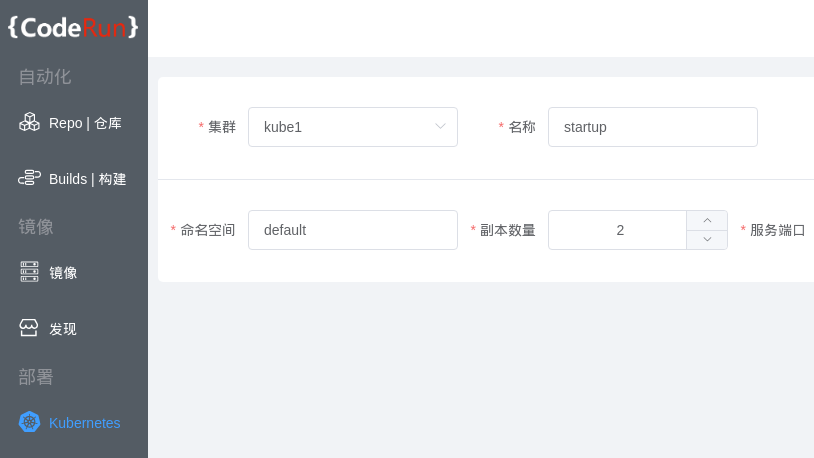 {CodeRun}
自动化
Repo | 仓库
Builds | 构建
镜像
镜像
发现
部署
Kubernetes
* 集群 kube1 * 名称 startup
* 命名空间 default * 副本数量 2 * 服务端口